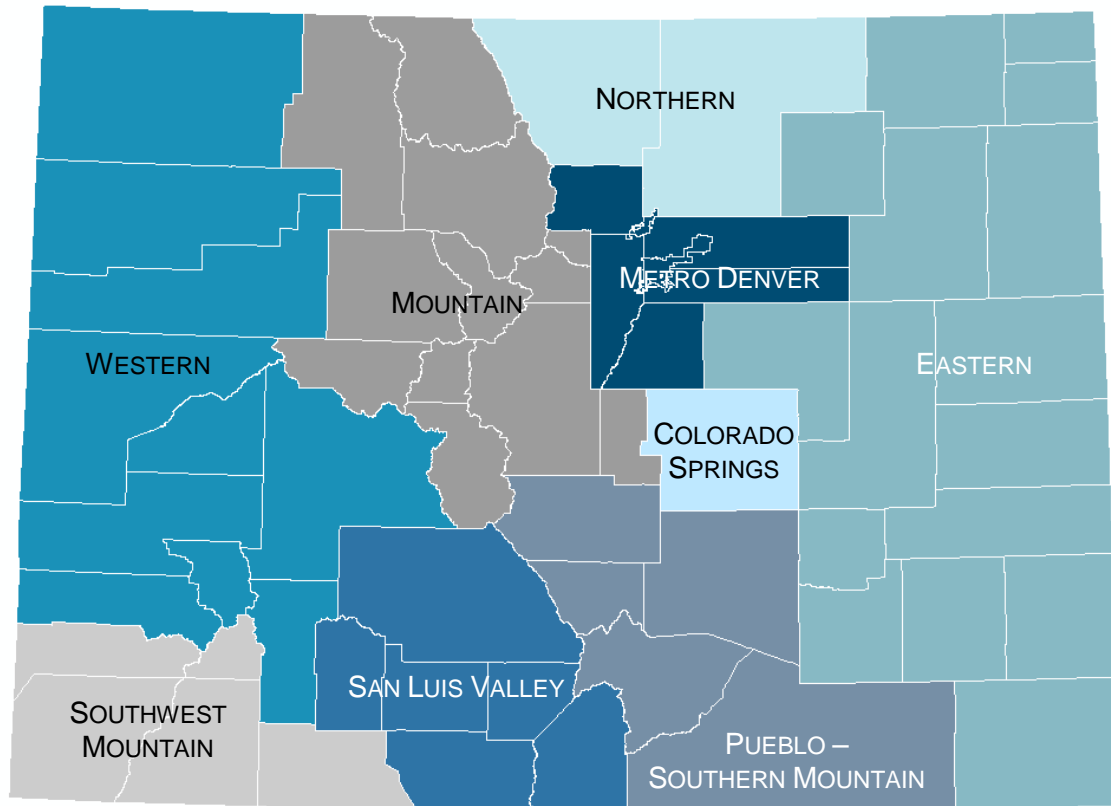 NORTHERN
METRO DENVER
MOUNTAIN
WESTERN
EASTERN
COLORADO
SPRINGS
SAN LUIS VALLEY
SOUTHWEST
MOUNTAIN
PUEBLO –
SOUTHERN MOUNTAIN